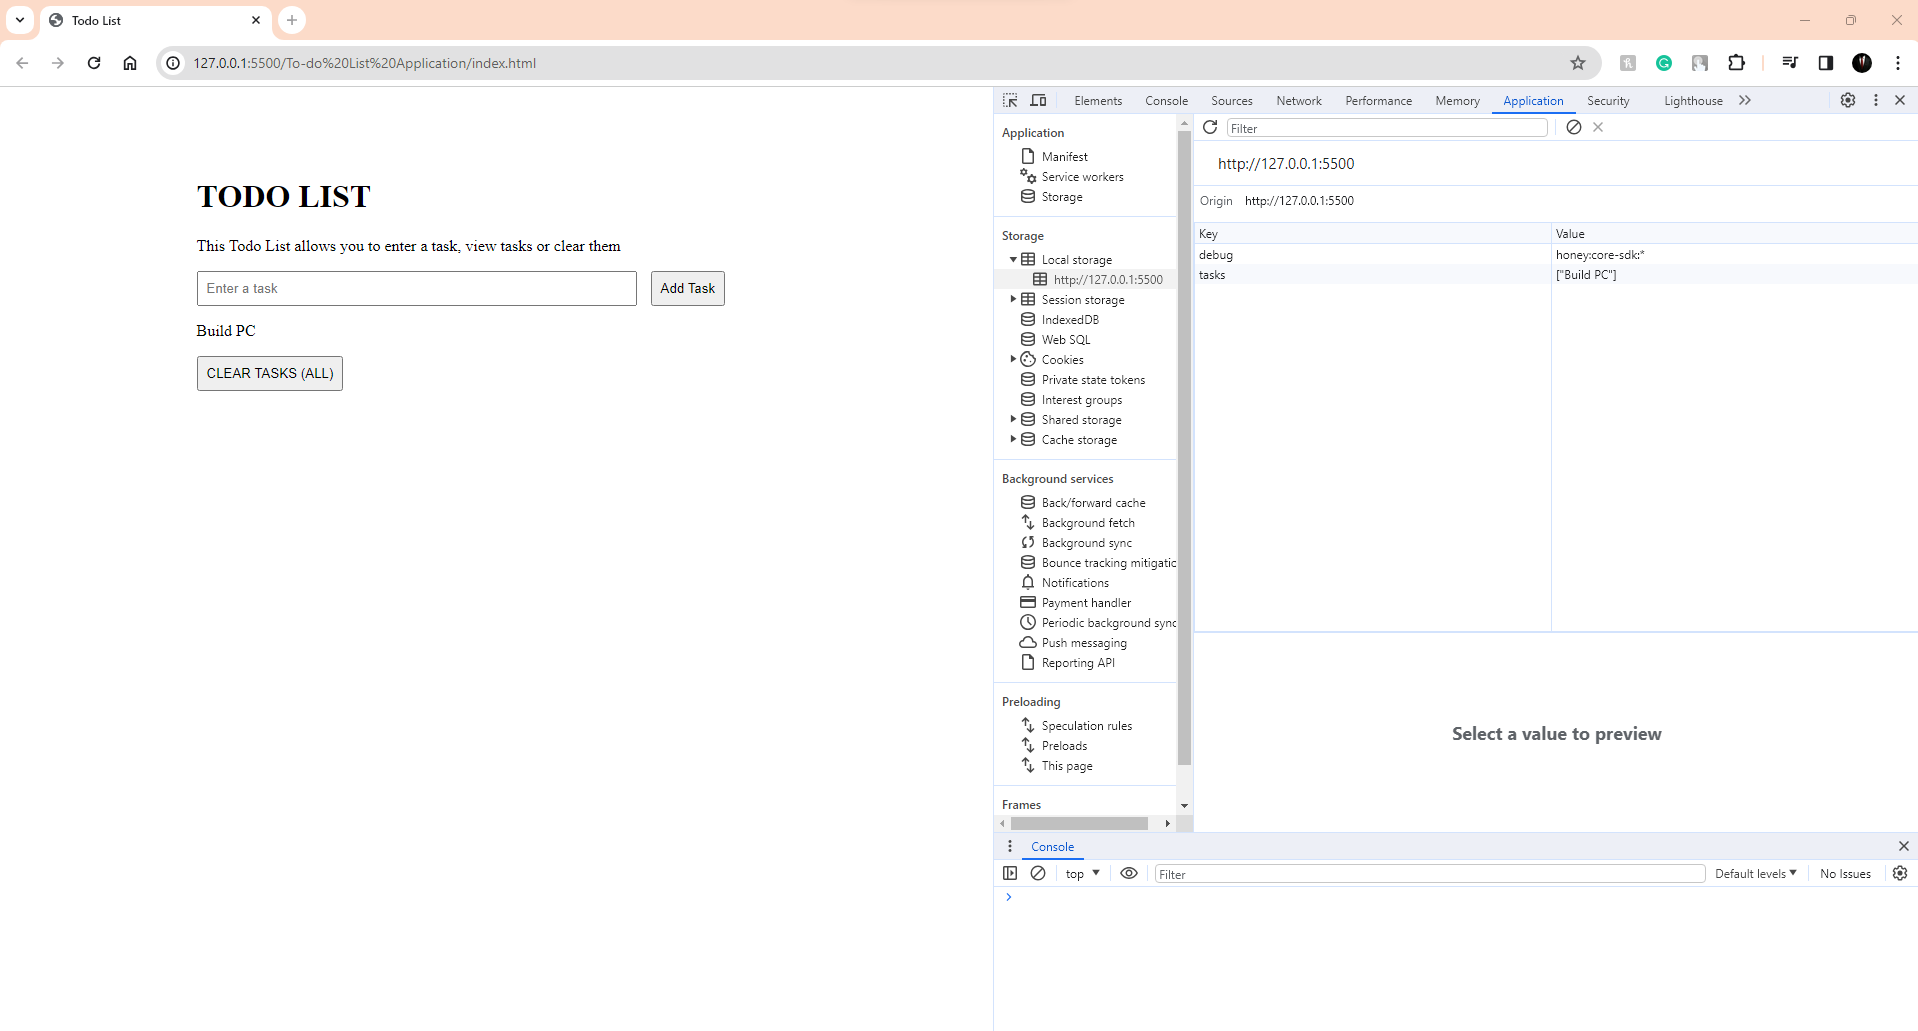 Todo List
127.0.0.1:5500/To-do%20List%20Application/index.html
TODO LIST
This Todo List allows you to enter a task, view tasks or clear them
Enter a task
Add Task
Build PC
CLEAR TASKS (ALL)
Elements Console Sources Network Performance Memory Application Security Lighthouse
Application
Manifest
Service workers
Storage
Storage
Local storage
http://127.0.0.1:5500
Session storage
IndexedDB
Web SQL
Cookies
Private state tokens
Interest groups
Shared storage
Cache storage
Background services
Back/forward cache
Background fetch
Background sync
Bounce tracking mitigatic
Notifications
Payment handler
Periodic background sync
Push messaging
Reporting API
Preloading
Speculation rules
Preloads
This page
Frames
Filter
http://127.0.0.1:5500
Origin http://127.0.0.1:5500
Key Value
debug honey:core-sdk:*
tasks ["Build PC"]
Select a value to preview
Console
top Filter Default levels No Issues